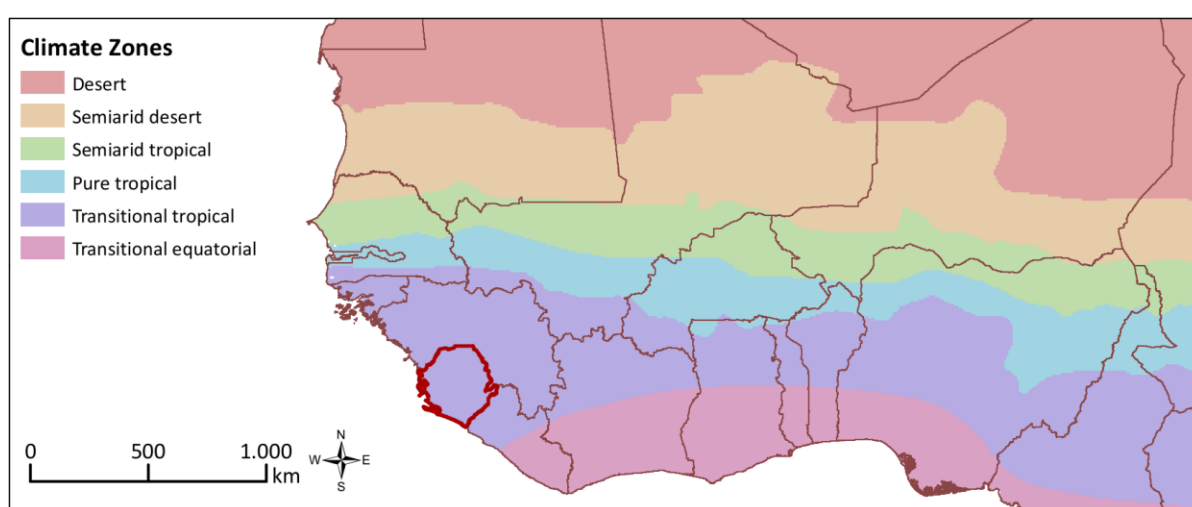 Climate Zones
Desert
Semiarid desert
Semiarid tropical
Pure tropical
Transitional tropical
Transitional equatorial
0 500 1.000
km
N
W E
S